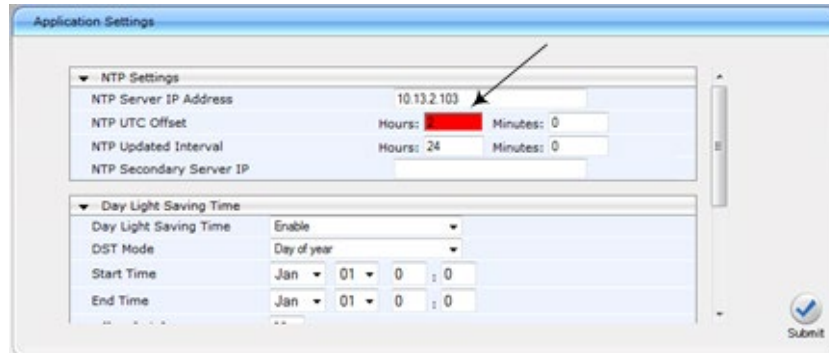 Application Settings
NTP Settings
NTP Server IP Address 10.13.2.103
NTP UTC Offset Hours: 2 Minutes: 0
NTP Updated Interval Hours: 24 Minutes: 0
NTP Secondary Server IP
Day Light Saving Time
Day Light Saving Time Enable
DST Mode Day of year
Start Time Jan 01 0 : 0
End Time Jan 01 0 : 0
Submit